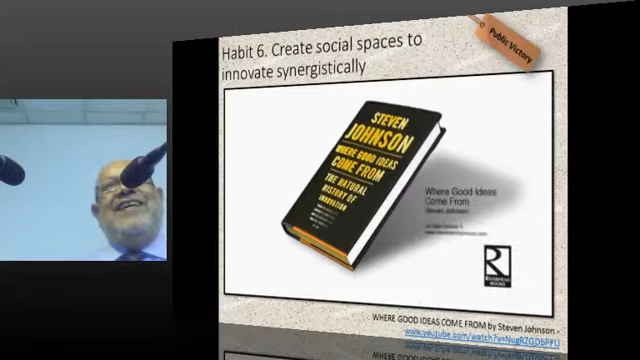 Habit 6. Create social spaces to
innovate synergistically
Public Victory
STEVEN
JOHNSON
WHERE GOOD IDEAS
COME FROM
THE NATURAL
HISTORY OF
INNOVATION
Where Good Ideas
Come From
Steven Johnson
R
RIVERHEAD
BOOKS
WHERE GOOD IDEAS COME FROM by Steven Johnson -
www.youtube.com/watch?v=NugRZGDbPFU